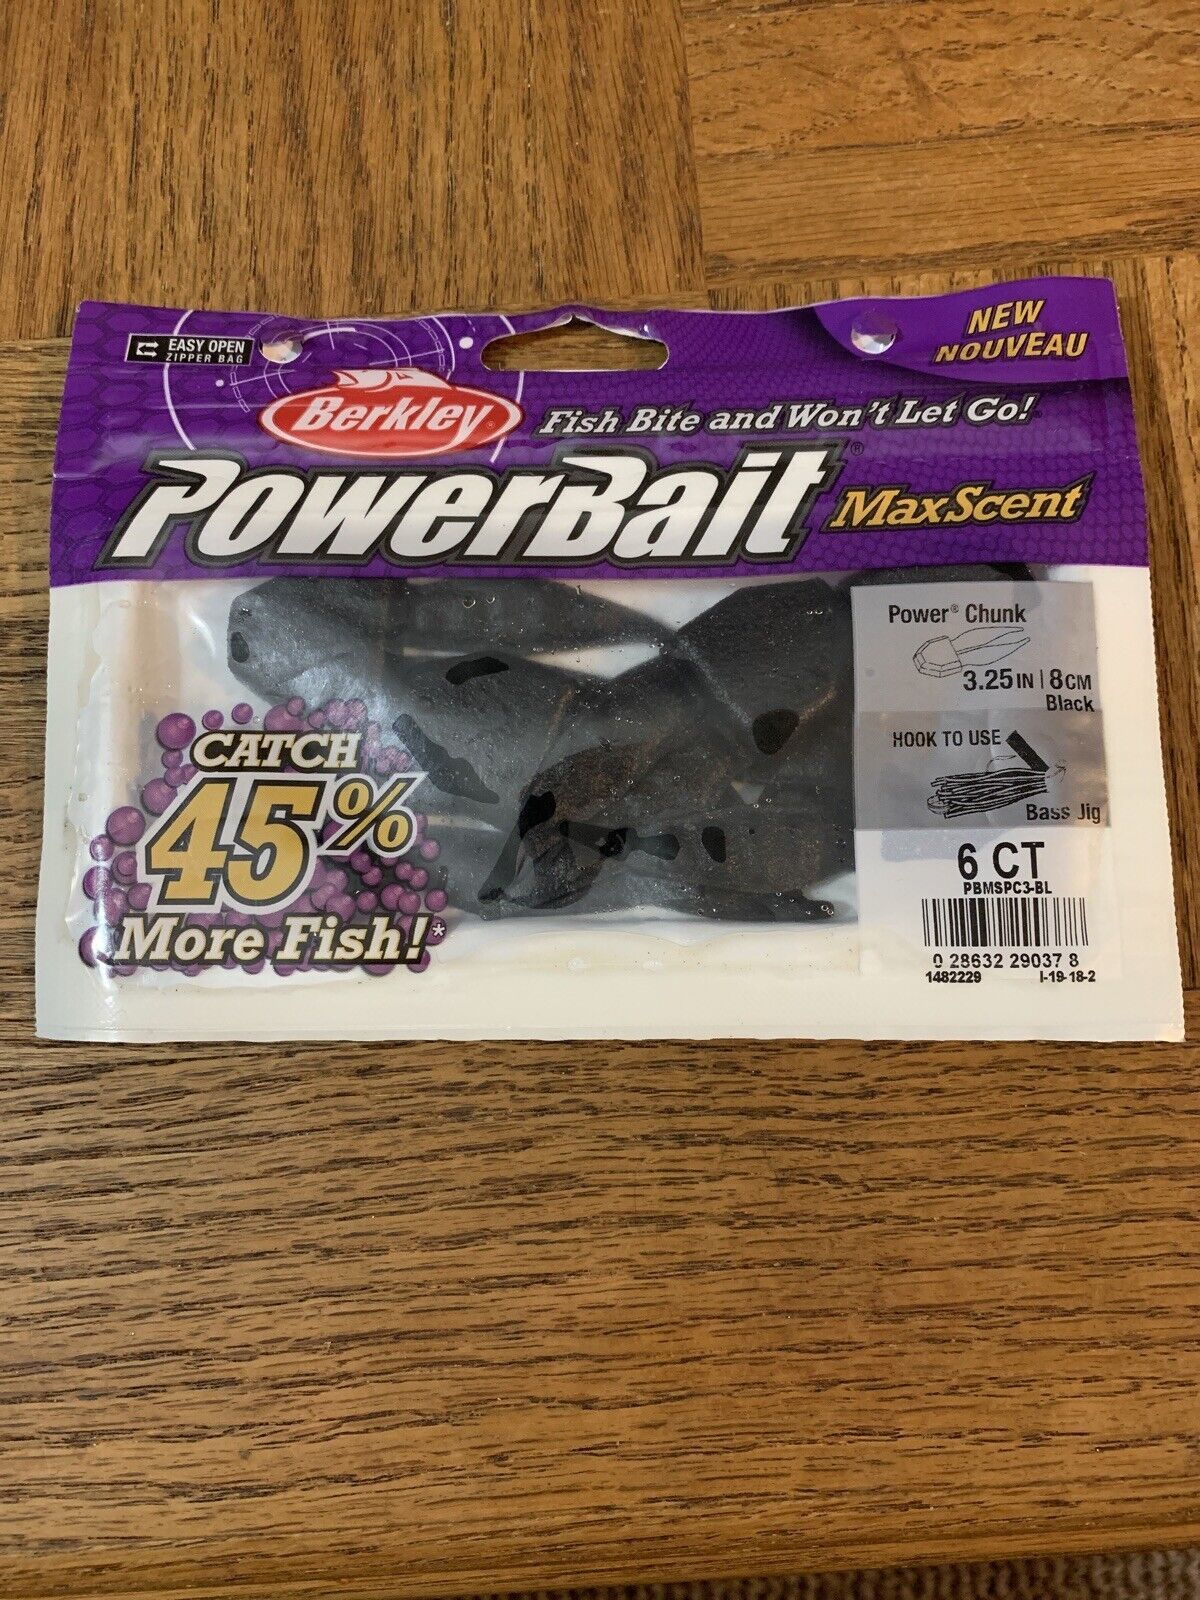 EASY OPEN
ZIPPER BAG
NEW
NOUVEAU
Berkley®
Fish Bite and Won't Let Go!
PowerBait®
MaxScent
Power® Chunk
3.25 IN | 8 CM
Black
HOOK TO USE
Bass Jig
CATCH
45%
More Fish!*
6 CT
PBMSPC3-BL
0 28632 29037 8
1482229 I-19-18-2